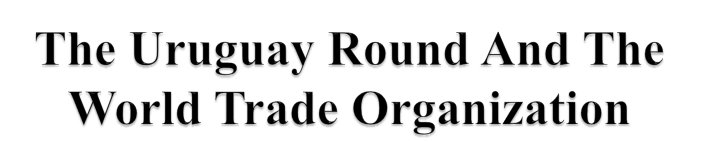 The Uruguay Round And The
World Trade Organization